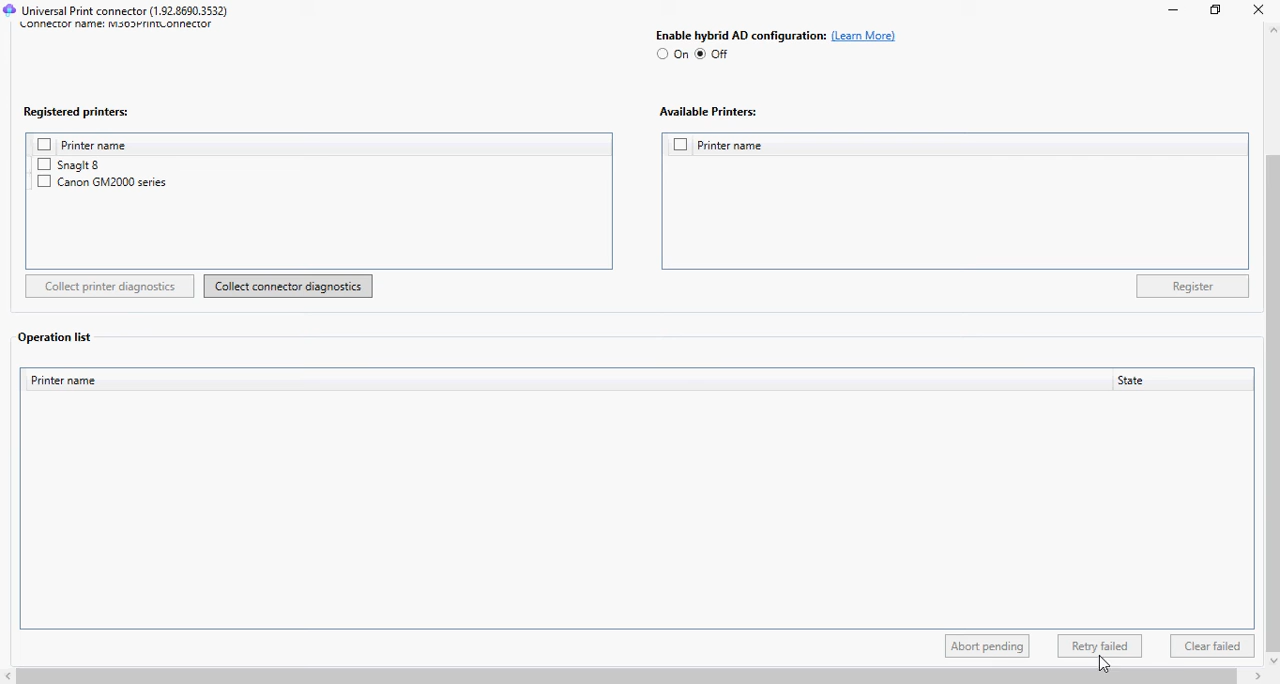 Universal Print connector (1.92.8690.3532)
Connector name: M365PrintConnector
Enable hybrid AD configuration: (Learn More)
On Off
Registered printers:
Available Printers:
Printer name
SnagIt 8
Canon GM2000 series
Printer name
Collect printer diagnostics
Collect connector diagnostics
Register
Operation list
Printer name
State
Abort pending
Retry failed
Clear failed